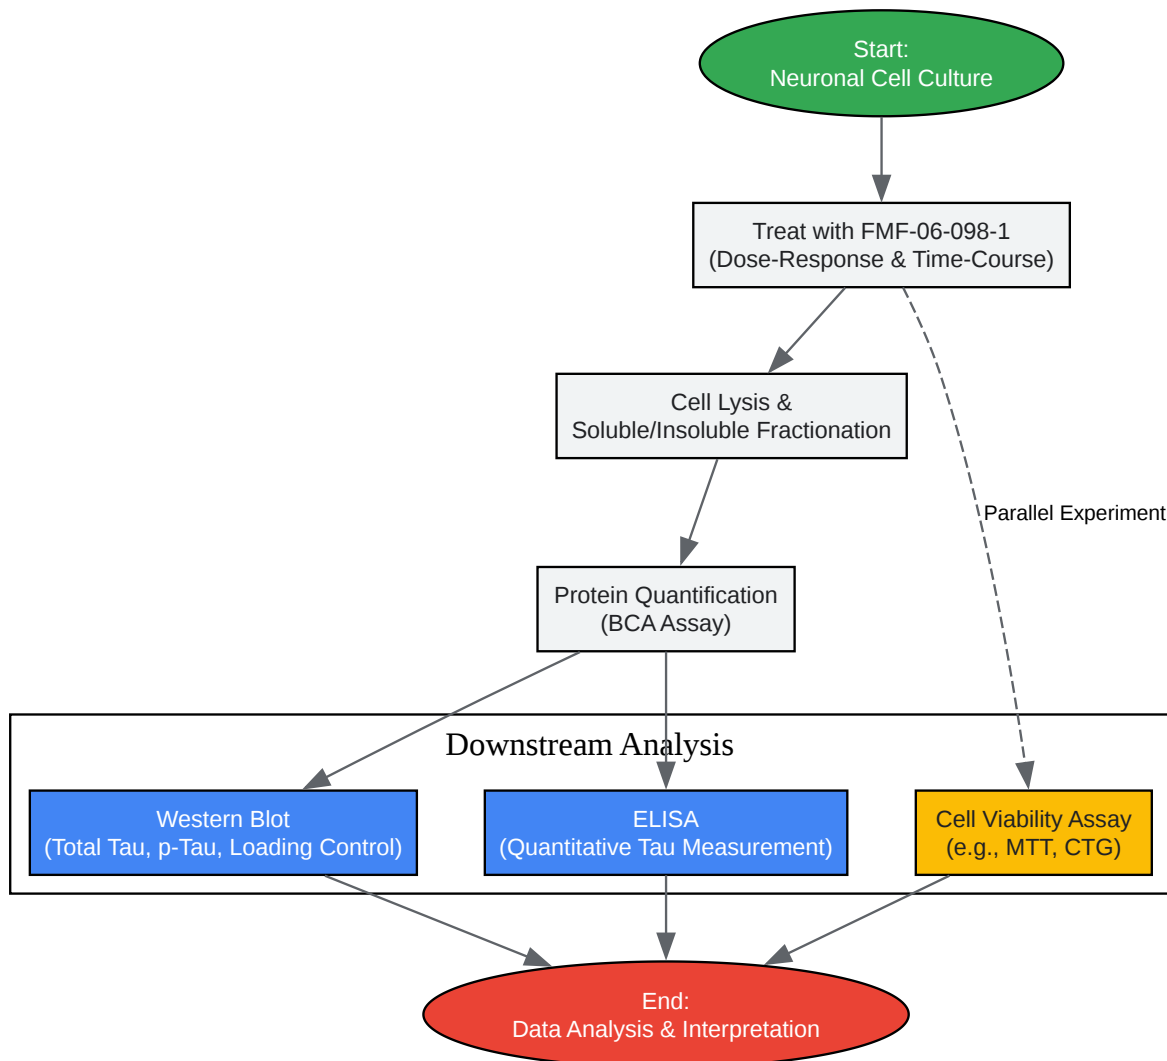 Start:
Neuronal Cell Culture
Treat with FMF-06-098-1
(Dose-Response & Time-Course)
Cell Lysis &
Soluble/Insoluble Fractionation
Parallel Experiment
Protein Quantification
(BCA Assay)
Downstream Analysis
Western Blot
(Total Tau, p-Tau, Loading Control)
ELISA
(Quantitative Tau Measurement)
Cell Viability Assay
(e.g., MTT, CTG)
End:
Data Analysis & Interpretation